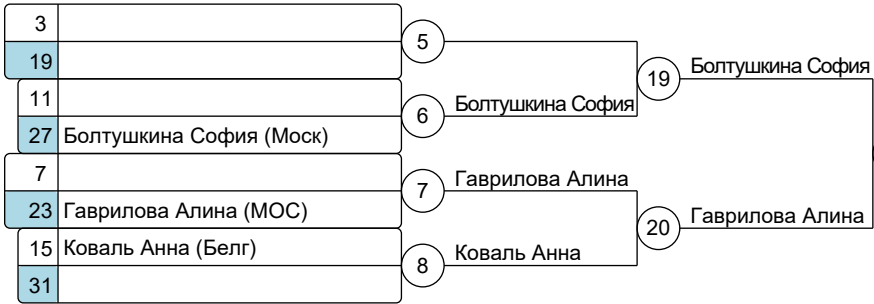 3
19
5
11
27 Болтушкина София (Моск)
6
Болтушкина София
19
Болтушкина София
7
23 Гаврилова Алина (МОС)
7
Гаврилова Алина
15 Коваль Анна (Белг)
31
8
Коваль Анна
20
Гаврилова Алина